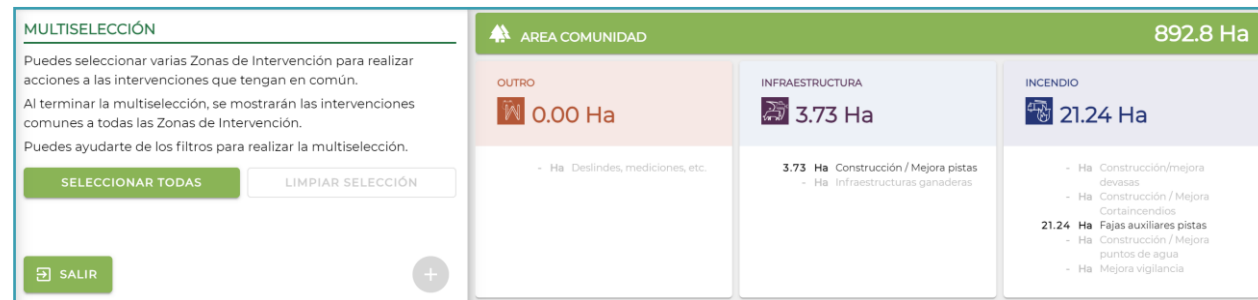 MULTISELECCIÓN
Puedes seleccionar varias Zonas de Intervención para realizar
acciones a las intervenciones que tengan en común.
Al terminar la multiselección, se mostrarán las intervenciones
comunes a todas las Zonas de Intervención.
Puedes ayudarte de los filtros para realizar la multiselección.
SELECCIONAR TODAS
LIMPIAR SELECCIÓN
SALIR
+
AREA COMUNIDAD
892.8 Ha
OUTRO
0.00 Ha
- Ha Deslindes, mediciones, etc.
INFRAESTRUCTURA
3.73 Ha
3.73 Ha Construcción / Mejora pistas
- Ha Infraestructuras ganaderas
INCENDIO
21.24 Ha
- Ha Construcción/mejora
devasas
- Ha Construcción / Mejora
Cortaincendios
21.24 Ha Fajas auxiliares pistas
- Ha Construcción / Mejora
puntos de agua
- Ha Mejora vigilancia